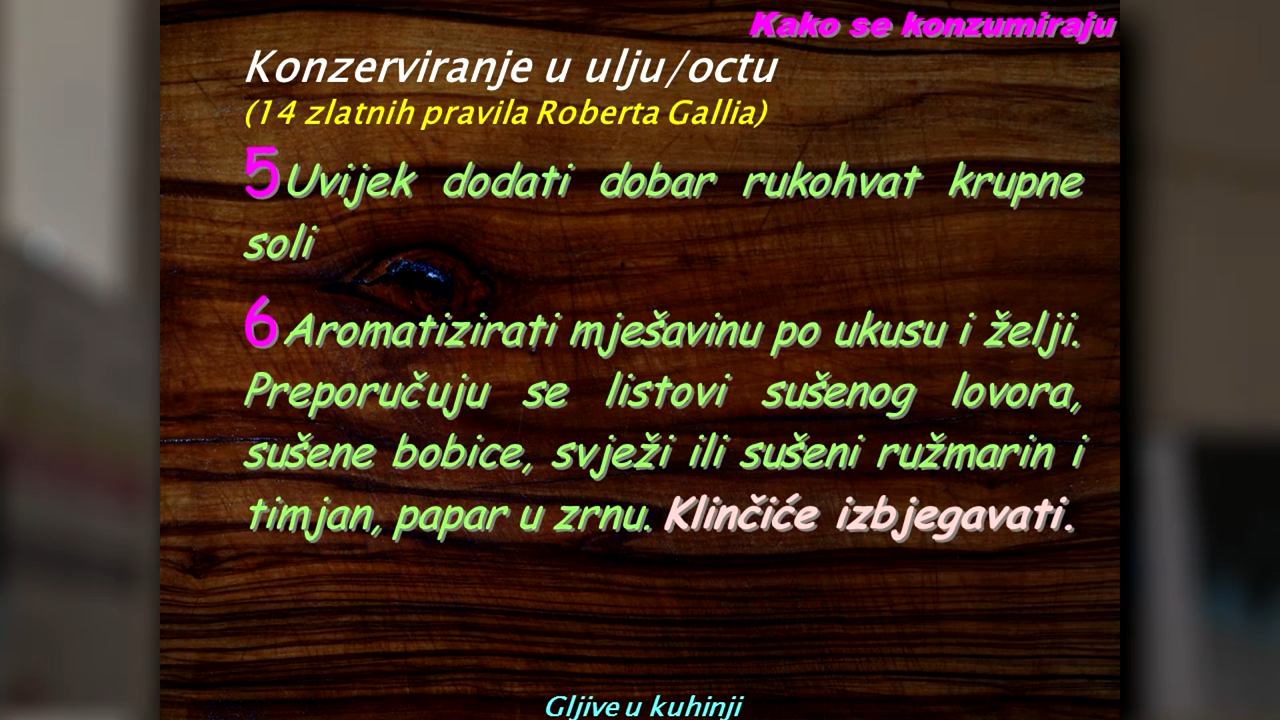 Kako se konzumiraju
Konzerviranje u ulju/octu
(14 zlatnih pravila Roberta Gallia)
5 Uvijek dodati dobar rukohvat krupne
soli
6 Aromatizirati mješavinu po ukusu i želji.
Preporučuju se listovi sušenog lovora,
sušene bobice, svježi ili sušeni ružmarin i
timjan, papar u zrnu. Klinčiće izbjegavati.
Gljive u kuhinji